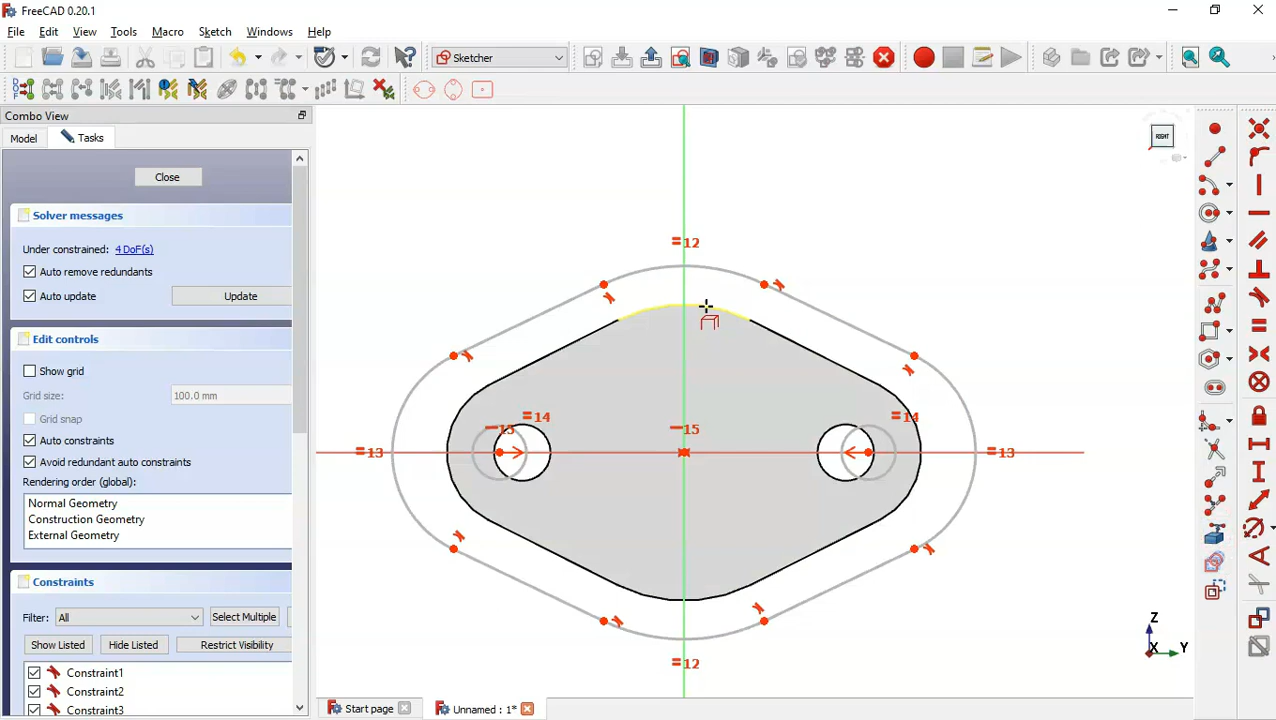 FreeCAD 0.20.1
File Edit View Tools Macro Sketch Windows Help
Sketcher
Combo View
Model Tasks
Close
Solver messages
Under constrained: 4 DoF(s)
Auto remove redundants
Auto update Update
Edit controls
Show grid
Grid size: 100.0 mm
Grid snap
Auto constraints
Avoid redundant auto constraints
Rendering order (global):
Normal Geometry
Construction Geometry
External Geometry
Constraints
Filter: All Select Multiple
Show Listed Hide Listed Restrict Visibility
Constraint1
Constraint2
Constraint3
RIGHT
12
14
14
15
15
13
13
12
Z
X Y
Start page Unnamed : 1*